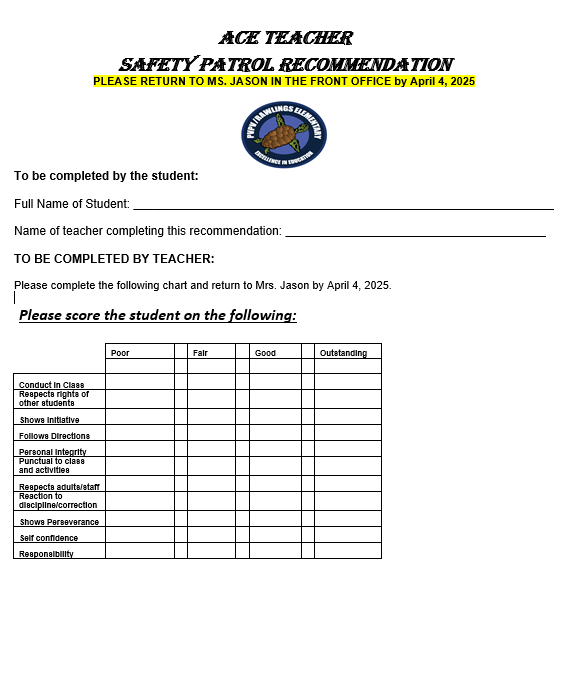 ACE TEACHER
SAFETY PATROL RECOMMENDATION
PLEASE RETURN TO MS. JASON IN THE FRONT OFFICE by April 4, 2025
PVPV/RAWLINGS ELEMENTARY
EXCELLENCE IN EDUCATION
To be completed by the student:
Full Name of Student:
Name of teacher completing this recommendation:
TO BE COMPLETED BY TEACHER:
Please complete the following chart and return to Mrs. Jason by April 4, 2025.
Please score the student on the following:
Poor Fair Good Outstanding
Conduct in Class
Respects rights of
other students
Shows Initiative
Follows Directions
Personal Integrity
Punctual to class
and activities
Respects adults/staff
Reaction to
discipline/correction
Shows Perseverance
Self confidence
Responsibility